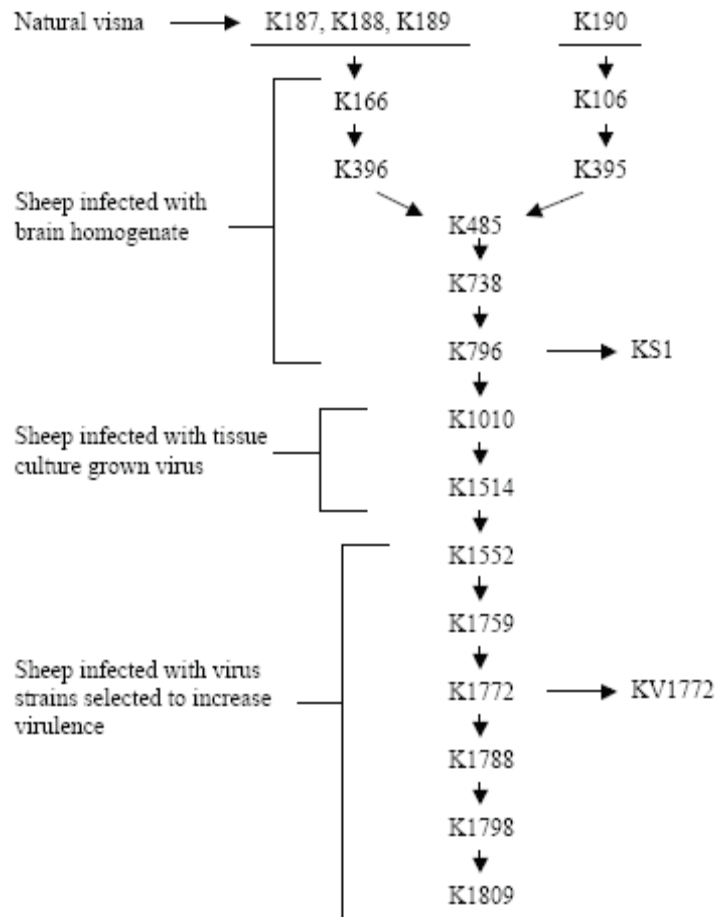 Natural visna
K187, K188, K189
K190
K166
K106
K396
K395
Sheep infected with
brain homogenate
K485
K738
K796
KS1
Sheep infected with tissue
culture grown virus
K1010
K1514
K1552
K1759
Sheep infected with virus
strains selected to increase
virulence
K1772
KV1772
K1788
K1798
K1809